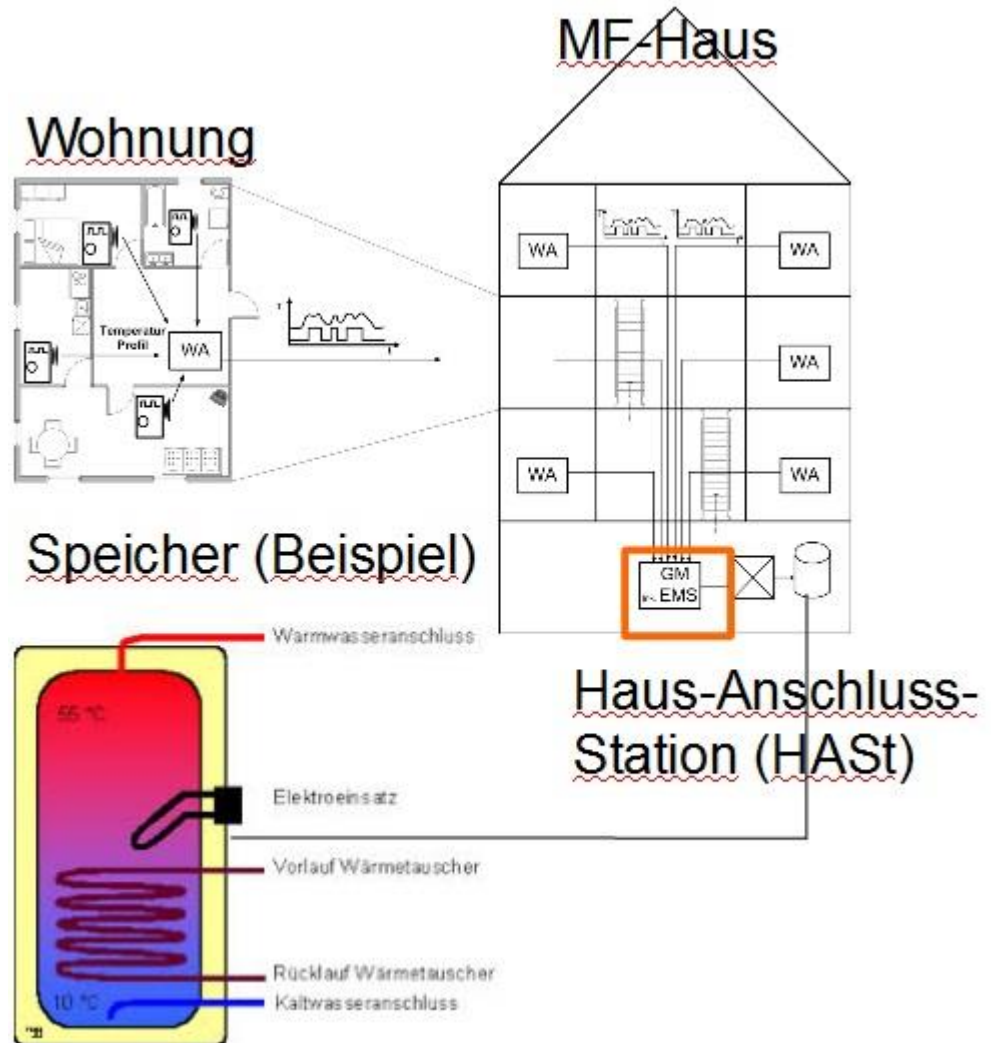 MF-Haus
Wohnung
Temperatur
Profil
WA
T
t
WA
WA
WA
WA
WA
GM
EMS
Speicher (Beispiel)
Haus-Anschluss-
Station (HASt)
Warmwasseranschluss
55 °C
Elektroeinsatz
Vorlauf Wärmetauscher
Rücklauf Wärmetauscher
10 °C
Kaltwasseranschluss